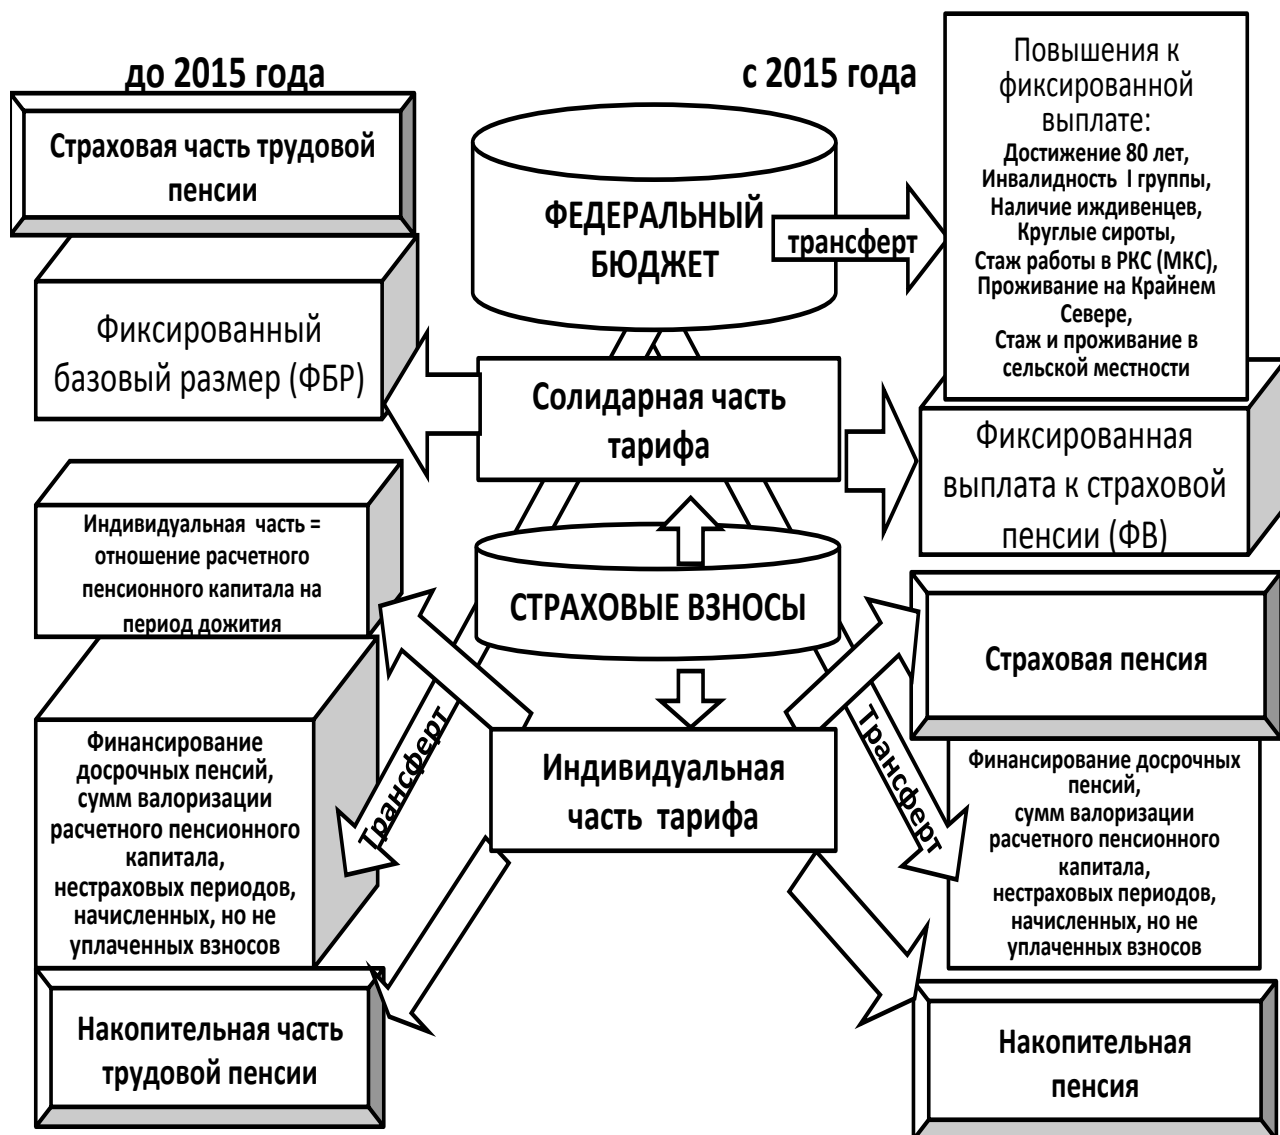 до 2015 года
Страховая часть трудовой
пенсии
Фиксированный
базовый размер (ФБР)
Индивидуальная часть =
отношение расчетного
пенсионного капитала на
период дожития
Финансирование
досрочных пенсий,
сумм валоризации
расчетного пенсионного
капитала,
нестраховых периодов,
начисленных, но не
уплаченных взносов
Накопительная часть
трудовой пенсии
ФЕДЕРАЛЬНЫЙ
БЮДЖЕТ
трансферт
Солидарная часть
тарифа
СТРАХОВЫЕ ВЗНОСЫ
Трансферт
Трансферт
Индивидуальная
часть тарифа
с 2015 года
Повышения к
фиксированной
выплате:
Достижение 80 лет,
Инвалидность I группы,
Наличие иждивенцев,
Круглые сироты,
Стаж работы в РКС (МКС),
Проживание на Крайнем
Севере,
Стаж и проживание в
сельской местности
Фиксированная
выплата к страховой
пенсии (ФВ)
Страховая пенсия
Финансирование досрочных
пенсий,
сумм валоризации
расчетного пенсионного
капитала,
нестраховых периодов,
начисленных, но не
уплаченных взносов
Накопительная
пенсия